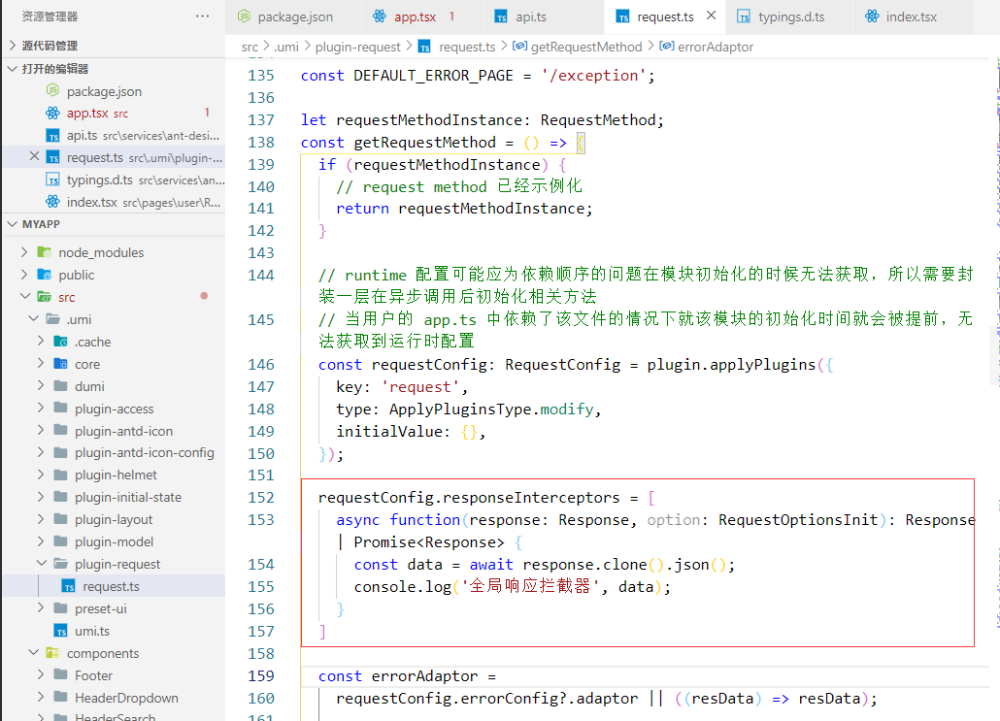 资源管理器
···
源代码管理
打开的编辑器
package.json
app.tsx src 1
api.ts src\services\ant-desi...
request.ts src\.umi\plugin-...
typings.d.ts src\services\an...
index.tsx src\pages\user\R...
MYAPP
node_modules
public
src
.umi
.cache
core
dumi
plugin-access
plugin-antd-icon
plugin-antd-icon-config
plugin-helmet
plugin-initial-state
plugin-layout
plugin-model
plugin-request
request.ts
preset-ui
umi.ts
components
Footer
HeaderDropdown
HeaderSearch
package.json app.tsx 1 api.ts request.ts typings.d.ts index.tsx
src > .umi > plugin-request > request.ts > getRequestMethod > errorAdaptor
135 const DEFAULT_ERROR_PAGE = '/exception';
136
137 let requestMethodInstance: RequestMethod;
138 const getRequestMethod = () => {
139 if (requestMethodInstance) {
140 // request method 已经示例化
141 return requestMethodInstance;
142 }
143
144 // runtime 配置可能应为依赖顺序的问题在模块初始化的时候无法获取，所以需要封
装一层在异步调用后初始化相关方法
145 // 当用户的 app.ts 中依赖了该文件的情况下就该模块的初始化时间就会被提前，无
法获取到运行时配置
146 const requestConfig: RequestConfig = plugin.applyPlugins({
147 key: 'request',
148 type: ApplyPluginsType.modify,
149 initialValue: {},
150 });
151
152 requestConfig.responseInterceptors = [
153 async function(response: Response, option: RequestOptionsInit): Response
| Promise<Response> {
154 const data = await response.clone().json();
155 console.log('全局响应拦截器', data);
156 }
157 ]
158
159 const errorAdaptor =
160 requestConfig.errorConfig?.adaptor || ((resData) => resData);
161